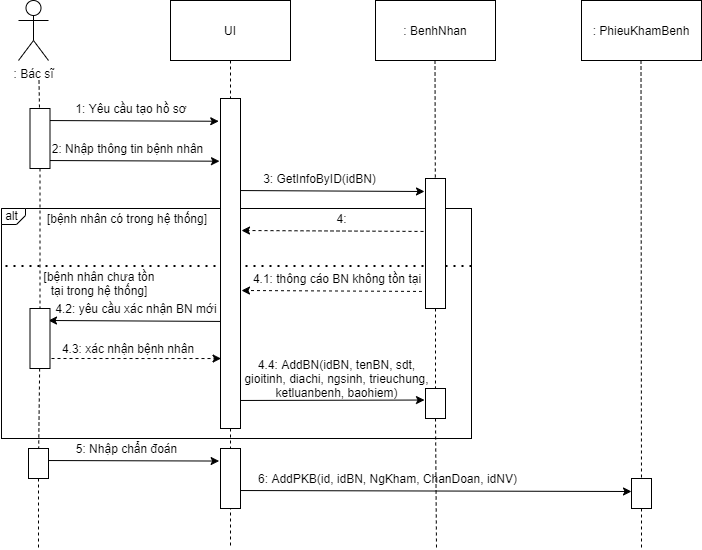 : Bác sĩ
UI
: BenhNhan
: PhieuKhamBenh
1: Yêu cầu tạo hồ sơ
2: Nhập thông tin bệnh nhân
3: GetInfoByID(idBN)
alt
[bệnh nhân có trong hệ thống]
4:
[bệnh nhân chưa tồn
tại trong hệ thống]
4.1: thông cáo BN không tồn tại
4.2: yêu cầu xác nhận BN mới
4.3: xác nhận bệnh nhân
4.4: AddBN(idBN, tenBN, sdt,
gioitinh, diachi, ngsinh, trieuchung,
ketluanbenh, baohiem)
5: Nhập chẩn đoán
6: AddPKB(id, idBN, NgKham, ChanDoan, idNV)